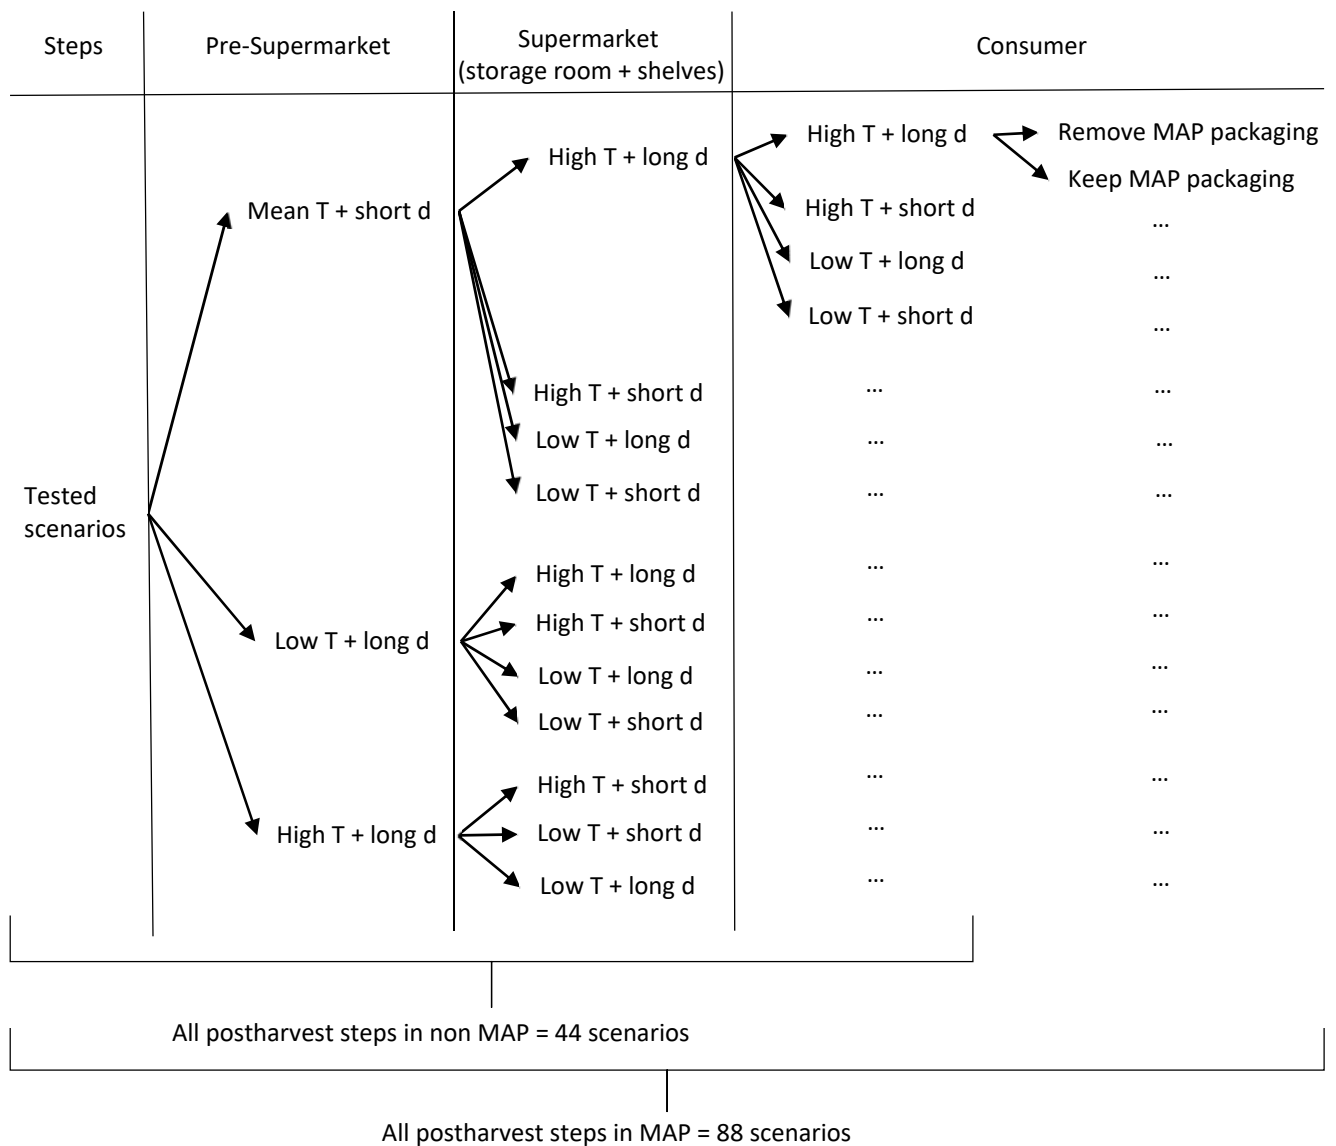 Steps
Pre-Supermarket
Supermarket
(storage room + shelves)
Consumer
High T + long d
Remove MAP packaging
High T + long d
Keep MAP packaging
Mean T + short d
High T + short d
...
Low T + long d
...
Low T + short d
...
High T + short d
...
...
Low T + long d
...
...
Tested
scenarios
Low T + short d
...
...
High T + long d
...
...
High T + short d
...
...
Low T + long d
Low T + long d
...
...
Low T + short d
...
...
High T + short d
...
...
High T + long d
Low T + short d
...
...
Low T + long d
...
...
All postharvest steps in non MAP = 44 scenarios
All postharvest steps in MAP = 88 scenarios